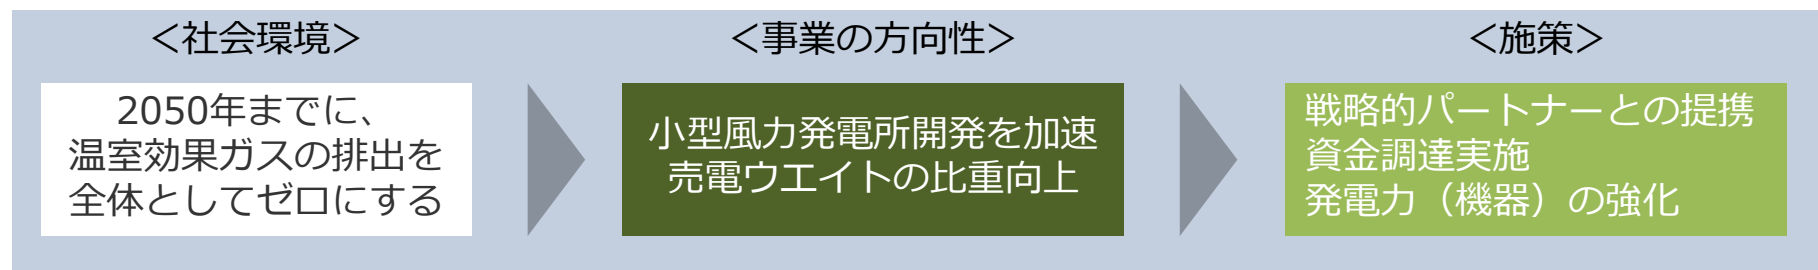 ＜社会環境＞
2050年までに、
温室効果ガスの排出を
全体としてゼロにする
＜事業の方向性＞
小型風力発電所開発を加速
売電ウエイトの比重向上
＜施策＞
戦略的パートナーとの提携
資金調達実施
発電力（機器）の強化